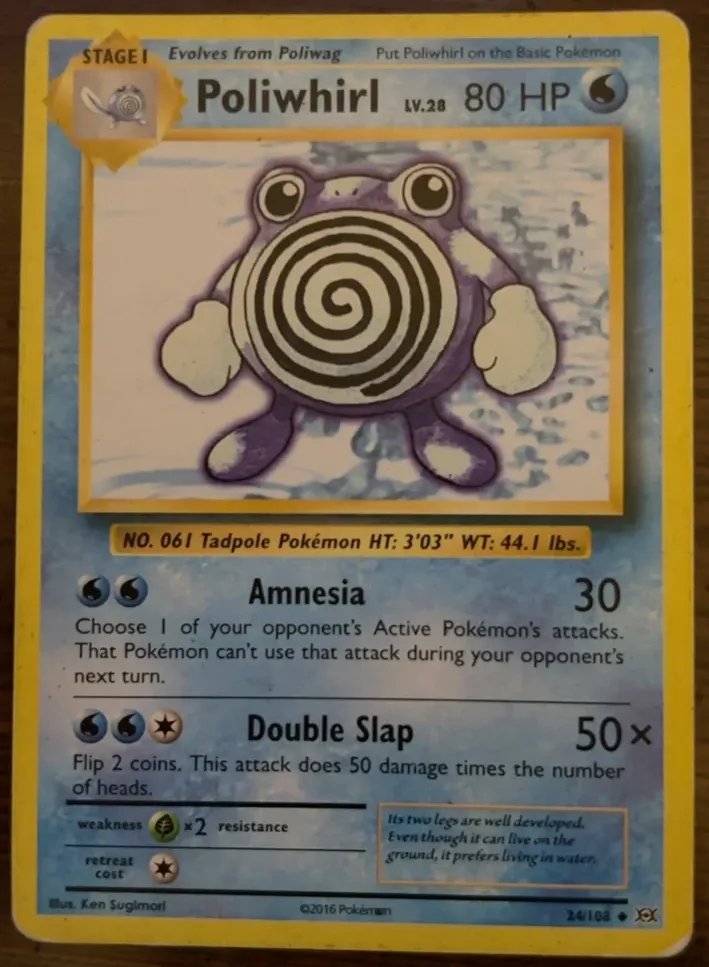 STAGE 1 Evolves from Poliwag Put Poliwhirl on the Basic Pokémon
Poliwhirl LV.28 80 HP
NO. 061 Tadpole Pokémon HT: 3'03" WT: 44.1 lbs.
Amnesia 30
Choose 1 of your opponent's Active Pokémon's attacks.
That Pokémon can't use that attack during your opponent's
next turn.
Double Slap 50×
Flip 2 coins. This attack does 50 damage times the number
of heads.
weakness ×2 resistance
retreat
cost
Its two legs are well developed.
Even though it can live on the
ground, it prefers living in water.
Illus. Ken Sugimori ©2016 Pokémon 24/108